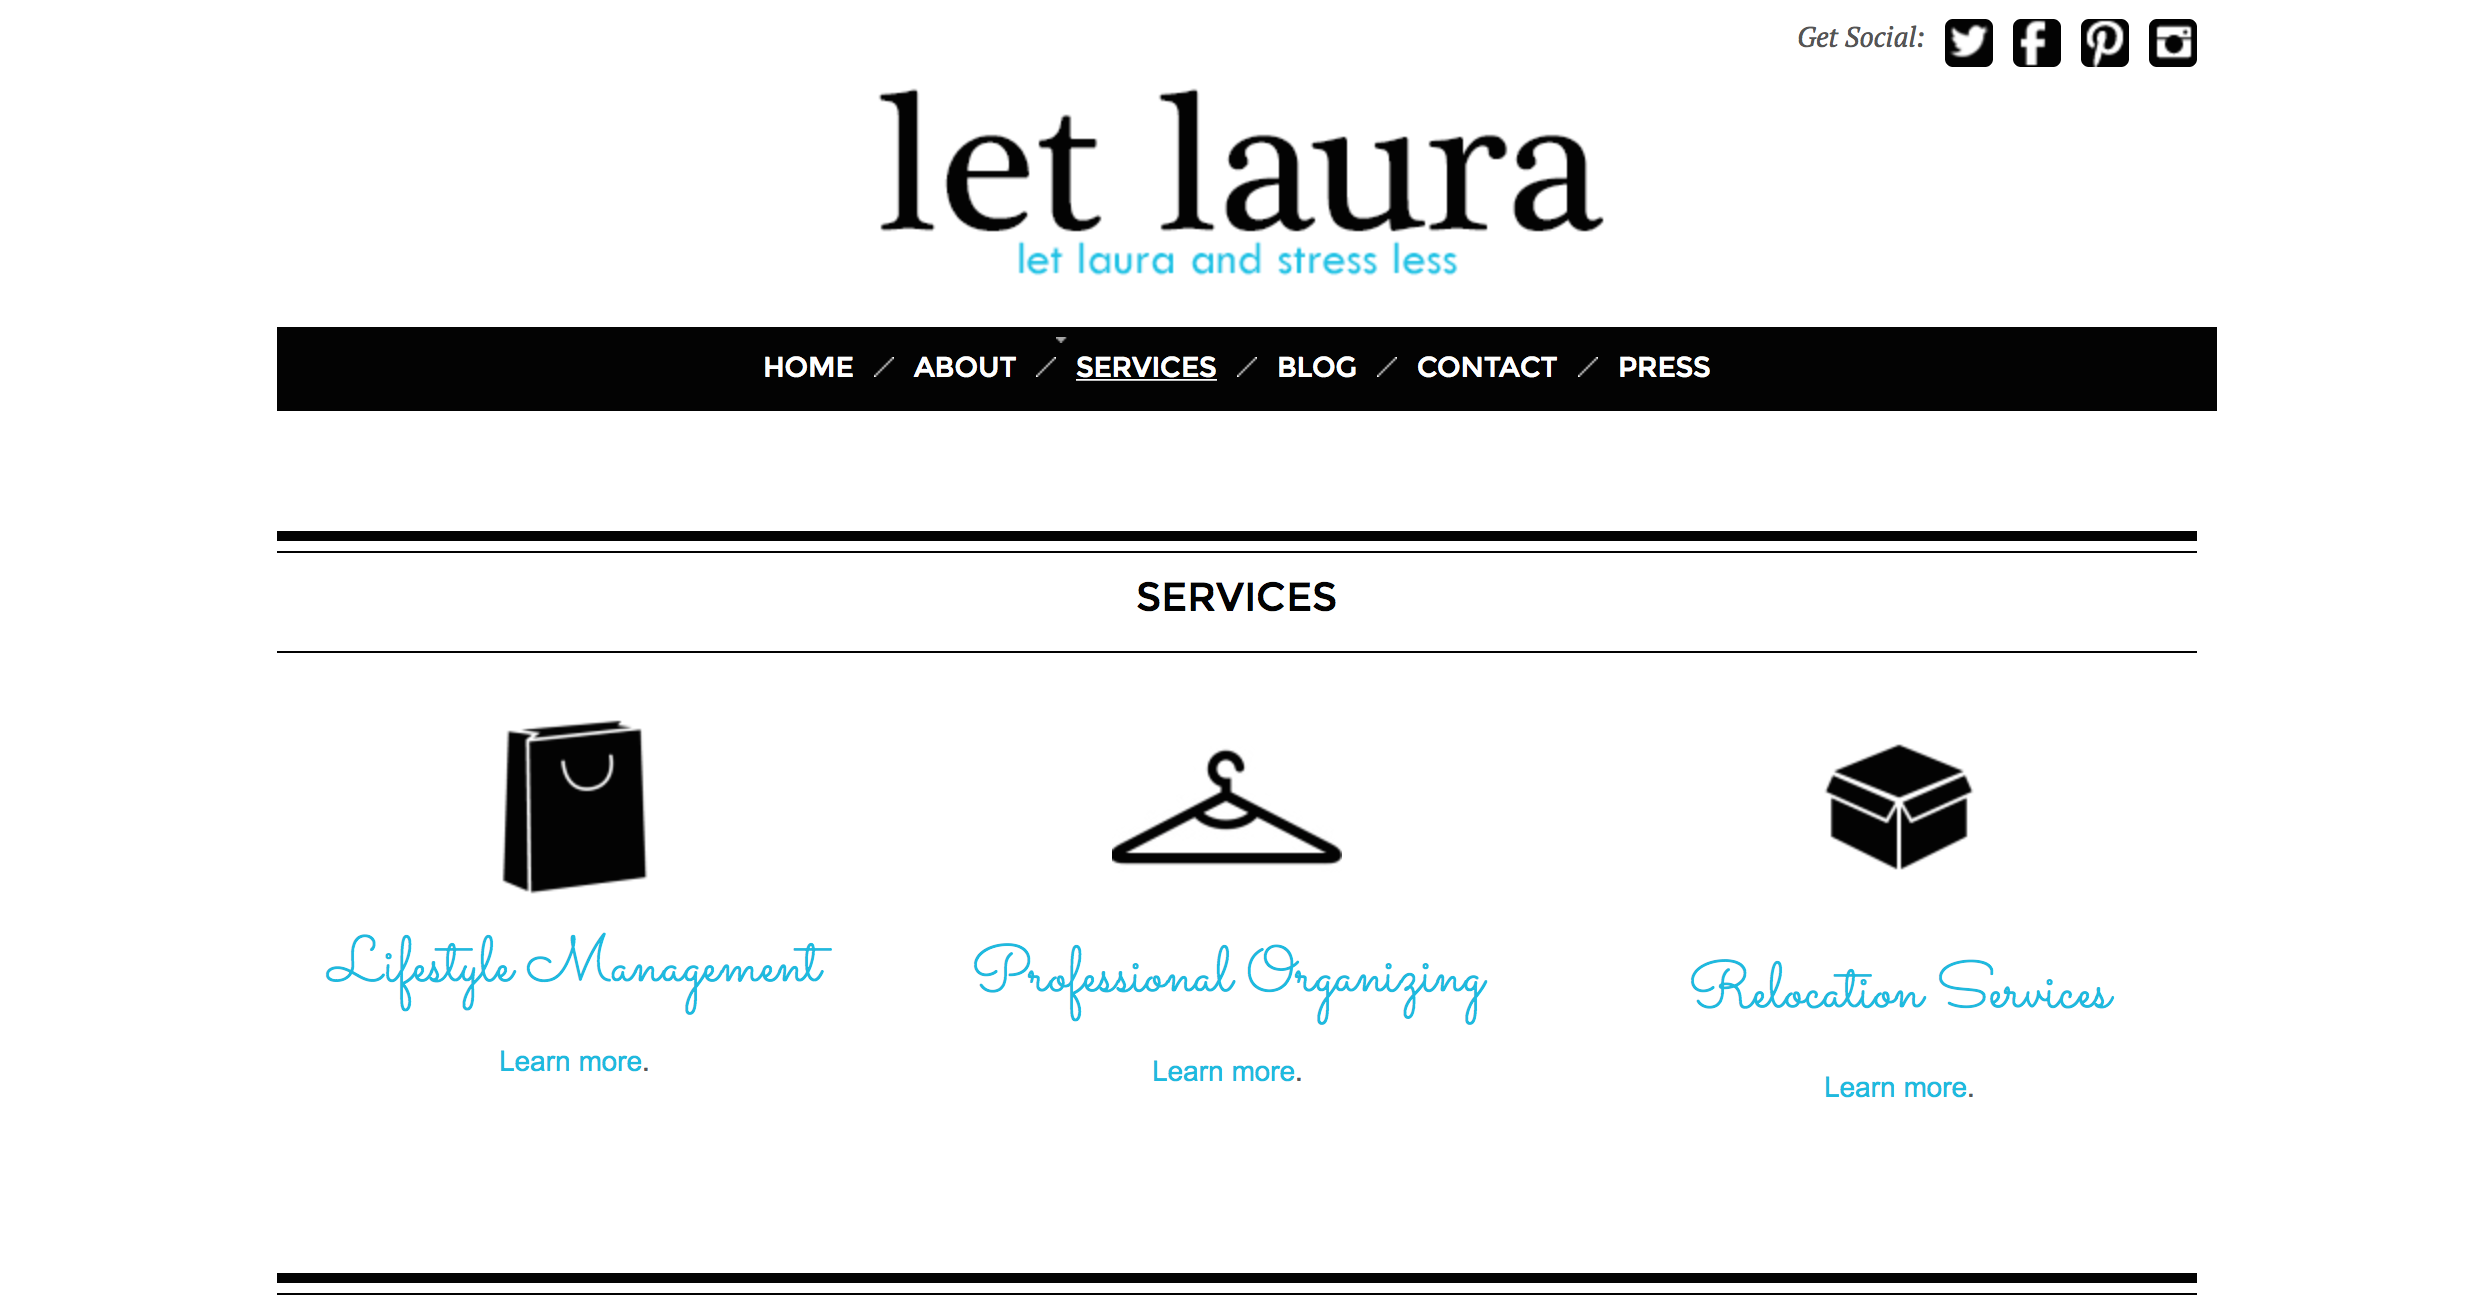 Get Social:
let laura
let laura and stress less
HOME / ABOUT / SERVICES / BLOG / CONTACT / PRESS
SERVICES
Lifestyle Management
Professional Organizing
Relocation Services
Learn more.
Learn more.
Learn more.